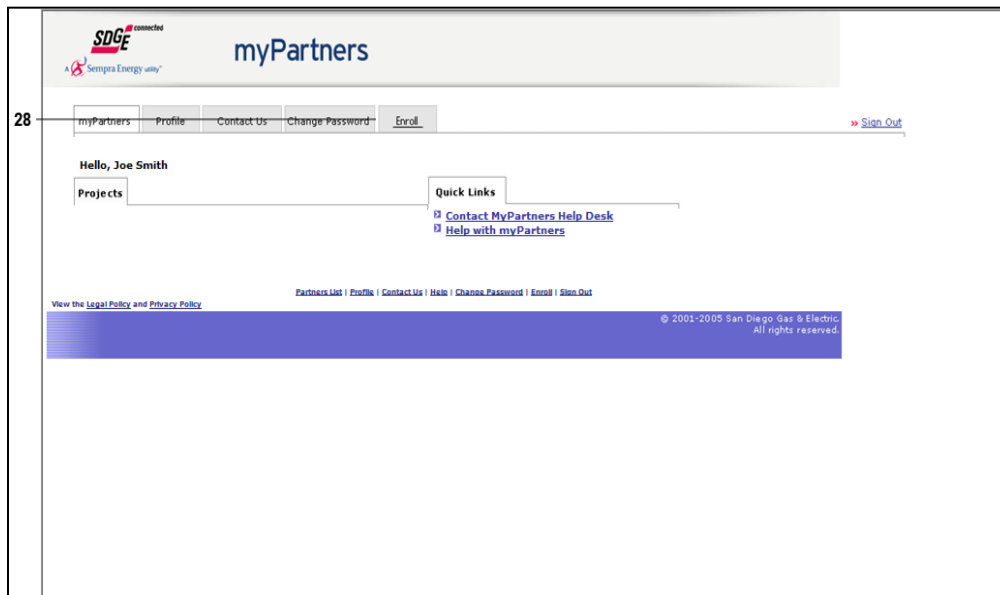 SDGE connected
A Sempra Energy utility™
myPartners
28
myPartners Profile Contact Us Change Password Enroll
» Sign Out
Hello, Joe Smith
Projects
Quick Links
Contact MyPartners Help Desk
Help with myPartners
Partners List | Profile | Contact Us | Help | Change Password | Enroll | Sign Out
View the Legal Policy and Privacy Policy
© 2001-2005 San Diego Gas & Electric.
All rights reserved.